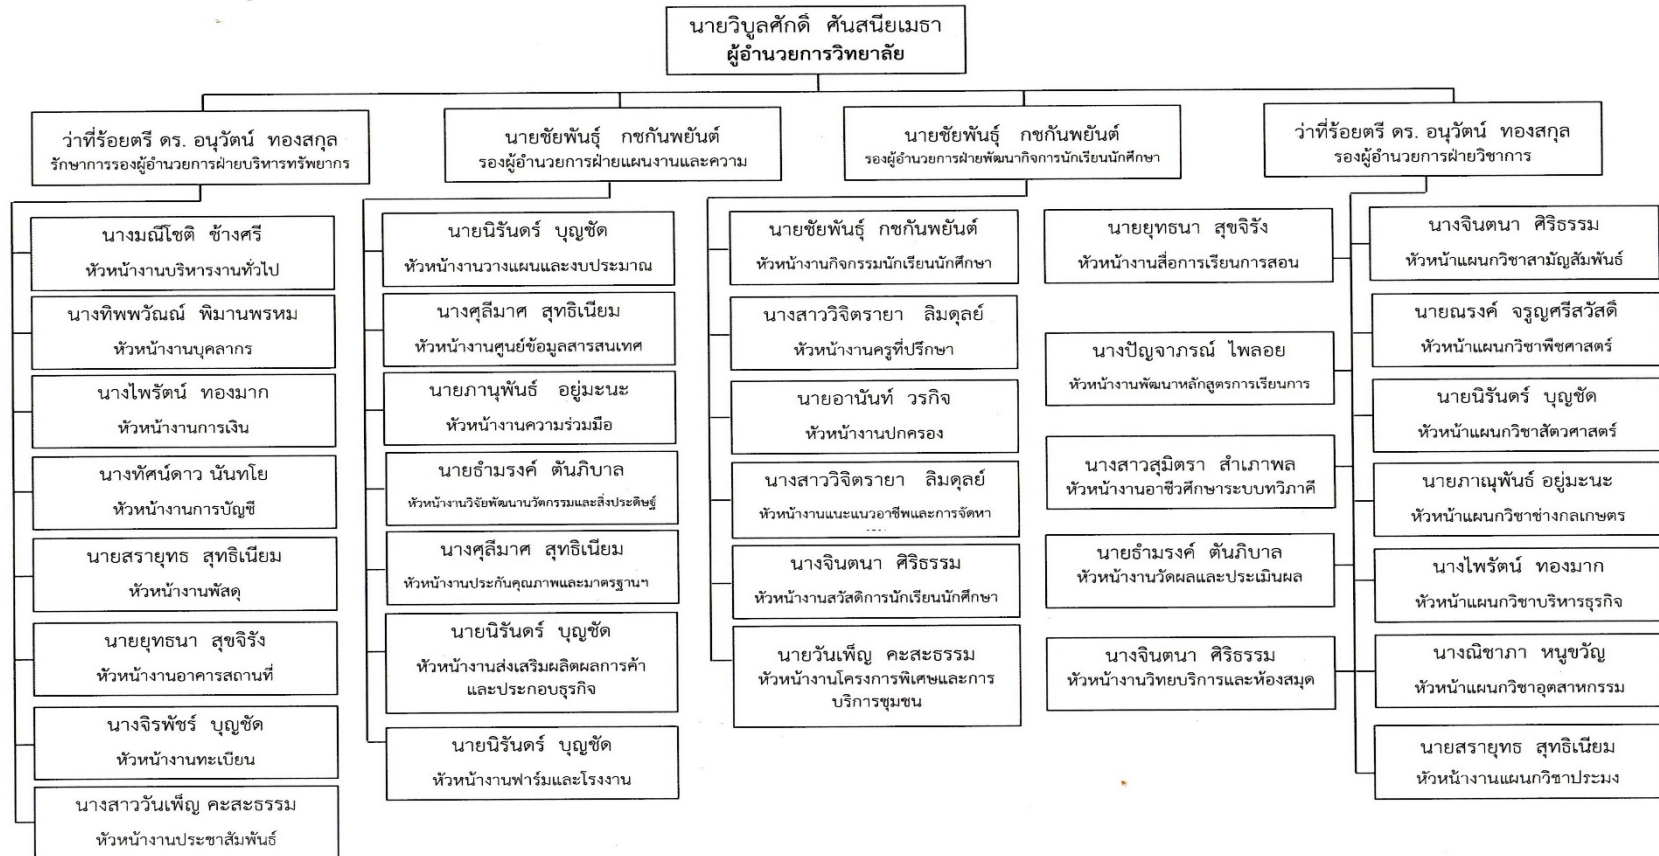 นายวิบูลศักดิ์ ศันสนียเมธา
ผู้อำนวยการวิทยาลัย
ว่าที่ร้อยตรี ดร. อนุวัตน์ ทองสกุล
รักษาการรองผู้อำนวยการฝ่ายบริหารทรัพยากร
นายชัยพันธุ์ กชกันพยันต์
รองผู้อำนวยการฝ่ายแผนงานและความ
นายชัยพันธุ์ กชกันพยันต์
รองผู้อำนวยการฝ่ายพัฒนากิจการนักเรียนนักศึกษา
ว่าที่ร้อยตรี ดร. อนุวัตน์ ทองสกุล
รองผู้อำนวยการฝ่ายวิชาการ
นางมณีโชติ ช้างศรี
หัวหน้างานบริหารงานทั่วไป
นางทิพพวัณณ์ พิมานพรหม
หัวหน้างานบุคลากร
นางไพรัตน์ ทองมาก
หัวหน้างานการเงิน
นางทัศน์ดาว นันทโย
หัวหน้างานการบัญชี
นายสรายุทธ สุทธิเนียม
หัวหน้างานพัสดุ
นายยุทธนา สุขจิรัง
หัวหน้างานอาคารสถานที่
นางจิรพัชร์ บุญชัด
หัวหน้างานทะเบียน
นางสาววันเพ็ญ คะสะธรรม
หัวหน้างานประชาสัมพันธ์
นายนิรันดร์ บุญชัด
หัวหน้างานวางแผนและงบประมาณ
นางศุลีมาศ สุทธิเนียม
หัวหน้างานศูนย์ข้อมูลสารสนเทศ
นายภานุพันธ์ อยู่มะนะ
หัวหน้างานความร่วมมือ
นายธำมรงค์ ตันภิบาล
หัวหน้างานวิจัยพัฒนานวัตกรรมและสิ่งประดิษฐ์
นางศุลีมาศ สุทธิเนียม
หัวหน้างานประกันคุณภาพและมาตรฐานฯ
นายนิรันดร์ บุญชัด
หัวหน้างานส่งเสริมผลิตผลการค้า
และประกอบธุรกิจ
นายนิรันดร์ บุญชัด
หัวหน้างานฟาร์มและโรงงาน
นายชัยพันธุ์ กชกันพยันต์
หัวหน้างานกิจกรรมนักเรียนนักศึกษา
นางสาววิจิตรายา ลิมดุลย์
หัวหน้างานครูที่ปรึกษา
นายอานันท์ วรกิจ
หัวหน้างานปกครอง
นางสาววิจิตรายา ลิมดุลย์
หัวหน้างานแนะแนวอาชีพและการจัดหา
นางจินตนา ศิริธรรม
หัวหน้างานสวัสดิการนักเรียนนักศึกษา
นายวันเพ็ญ คะสะธรรม
หัวหน้างานโครงการพิเศษและการ
บริการชุมชน
นายยุทธนา สุขจิรัง
หัวหน้างานสื่อการเรียนการสอน
นางปัญจาภรณ์ ไพลอย
หัวหน้างานพัฒนาหลักสูตรการเรียนการ
นางสาวสุมิตรา สำเภาพล
หัวหน้างานอาชีวศึกษาระบบทวิภาคี
นายธำมรงค์ ตันภิบาล
หัวหน้างานวัดผลและประเมินผล
นางจินตนา ศิริธรรม
หัวหน้างานวิทยบริการและห้องสมุด
นางจินตนา ศิริธรรม
หัวหน้าแผนกวิชาสามัญสัมพันธ์
นายณรงค์ จรูญศรีสวัสดิ์
หัวหน้าแผนกวิชาพืชศาสตร์
นายนิรันดร์ บุญชัด
หัวหน้าแผนกวิชาสัตวศาสตร์
นายภาณุพันธ์ อยู่มะนะ
หัวหน้าแผนกวิชาช่างกลเกษตร
นางไพรัตน์ ทองมาก
หัวหน้าแผนกวิชาบริหารธุรกิจ
นางณิชาภา หนูขวัญ
หัวหน้าแผนกวิชาอุตสาหกรรม
นายสรายุทธ สุทธิเนียม
หัวหน้างานแผนกวิชาประมง